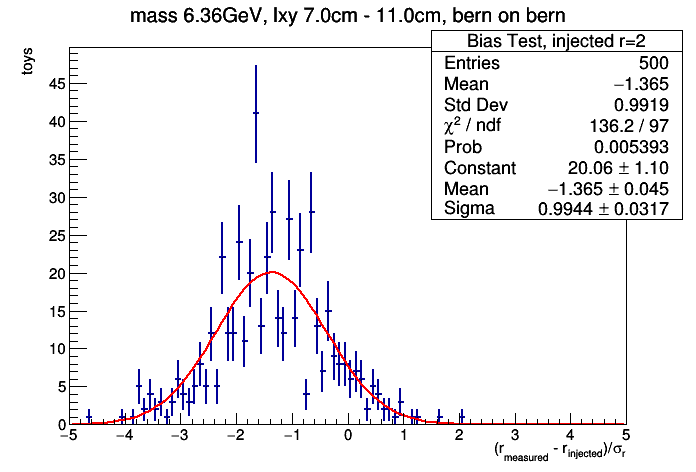 mass 6.36GeV, lxy 7.0cm - 11.0cm, bern on bern
toys
Bias Test, injected r=2
Entries 500
Mean −1.365
Std Dev 0.9919
χ² / ndf 136.2 / 97
Prob 0.005393
Constant 20.06 ± 1.10
Mean −1.365 ± 0.045
Sigma 0.9944 ± 0.0317
45
40
35
30
25
20
15
10
5
0
−5 −4 −3 −2 −1 0 1 2 3 4 5
(r_measured - r_injected)/σ_r